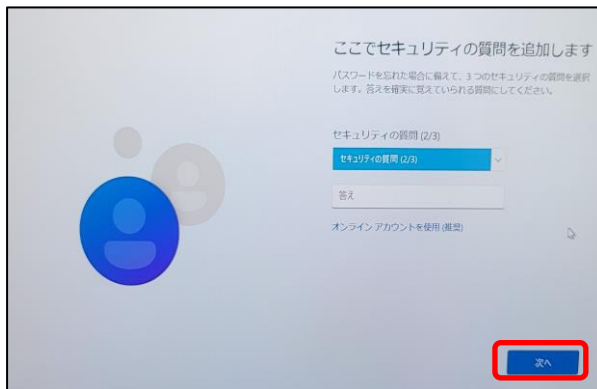 ここでセキュリティの質問を追加します
パスワードを忘れた場合に備えて、3 つのセキュリティの質問を選択
します。答えを確実に覚えていられる質問にしてください。
セキュリティの質問 (2/3)
セキュリティの質問 (2/3)
答え
オンライン アカウントを使用 (推奨)
次へ